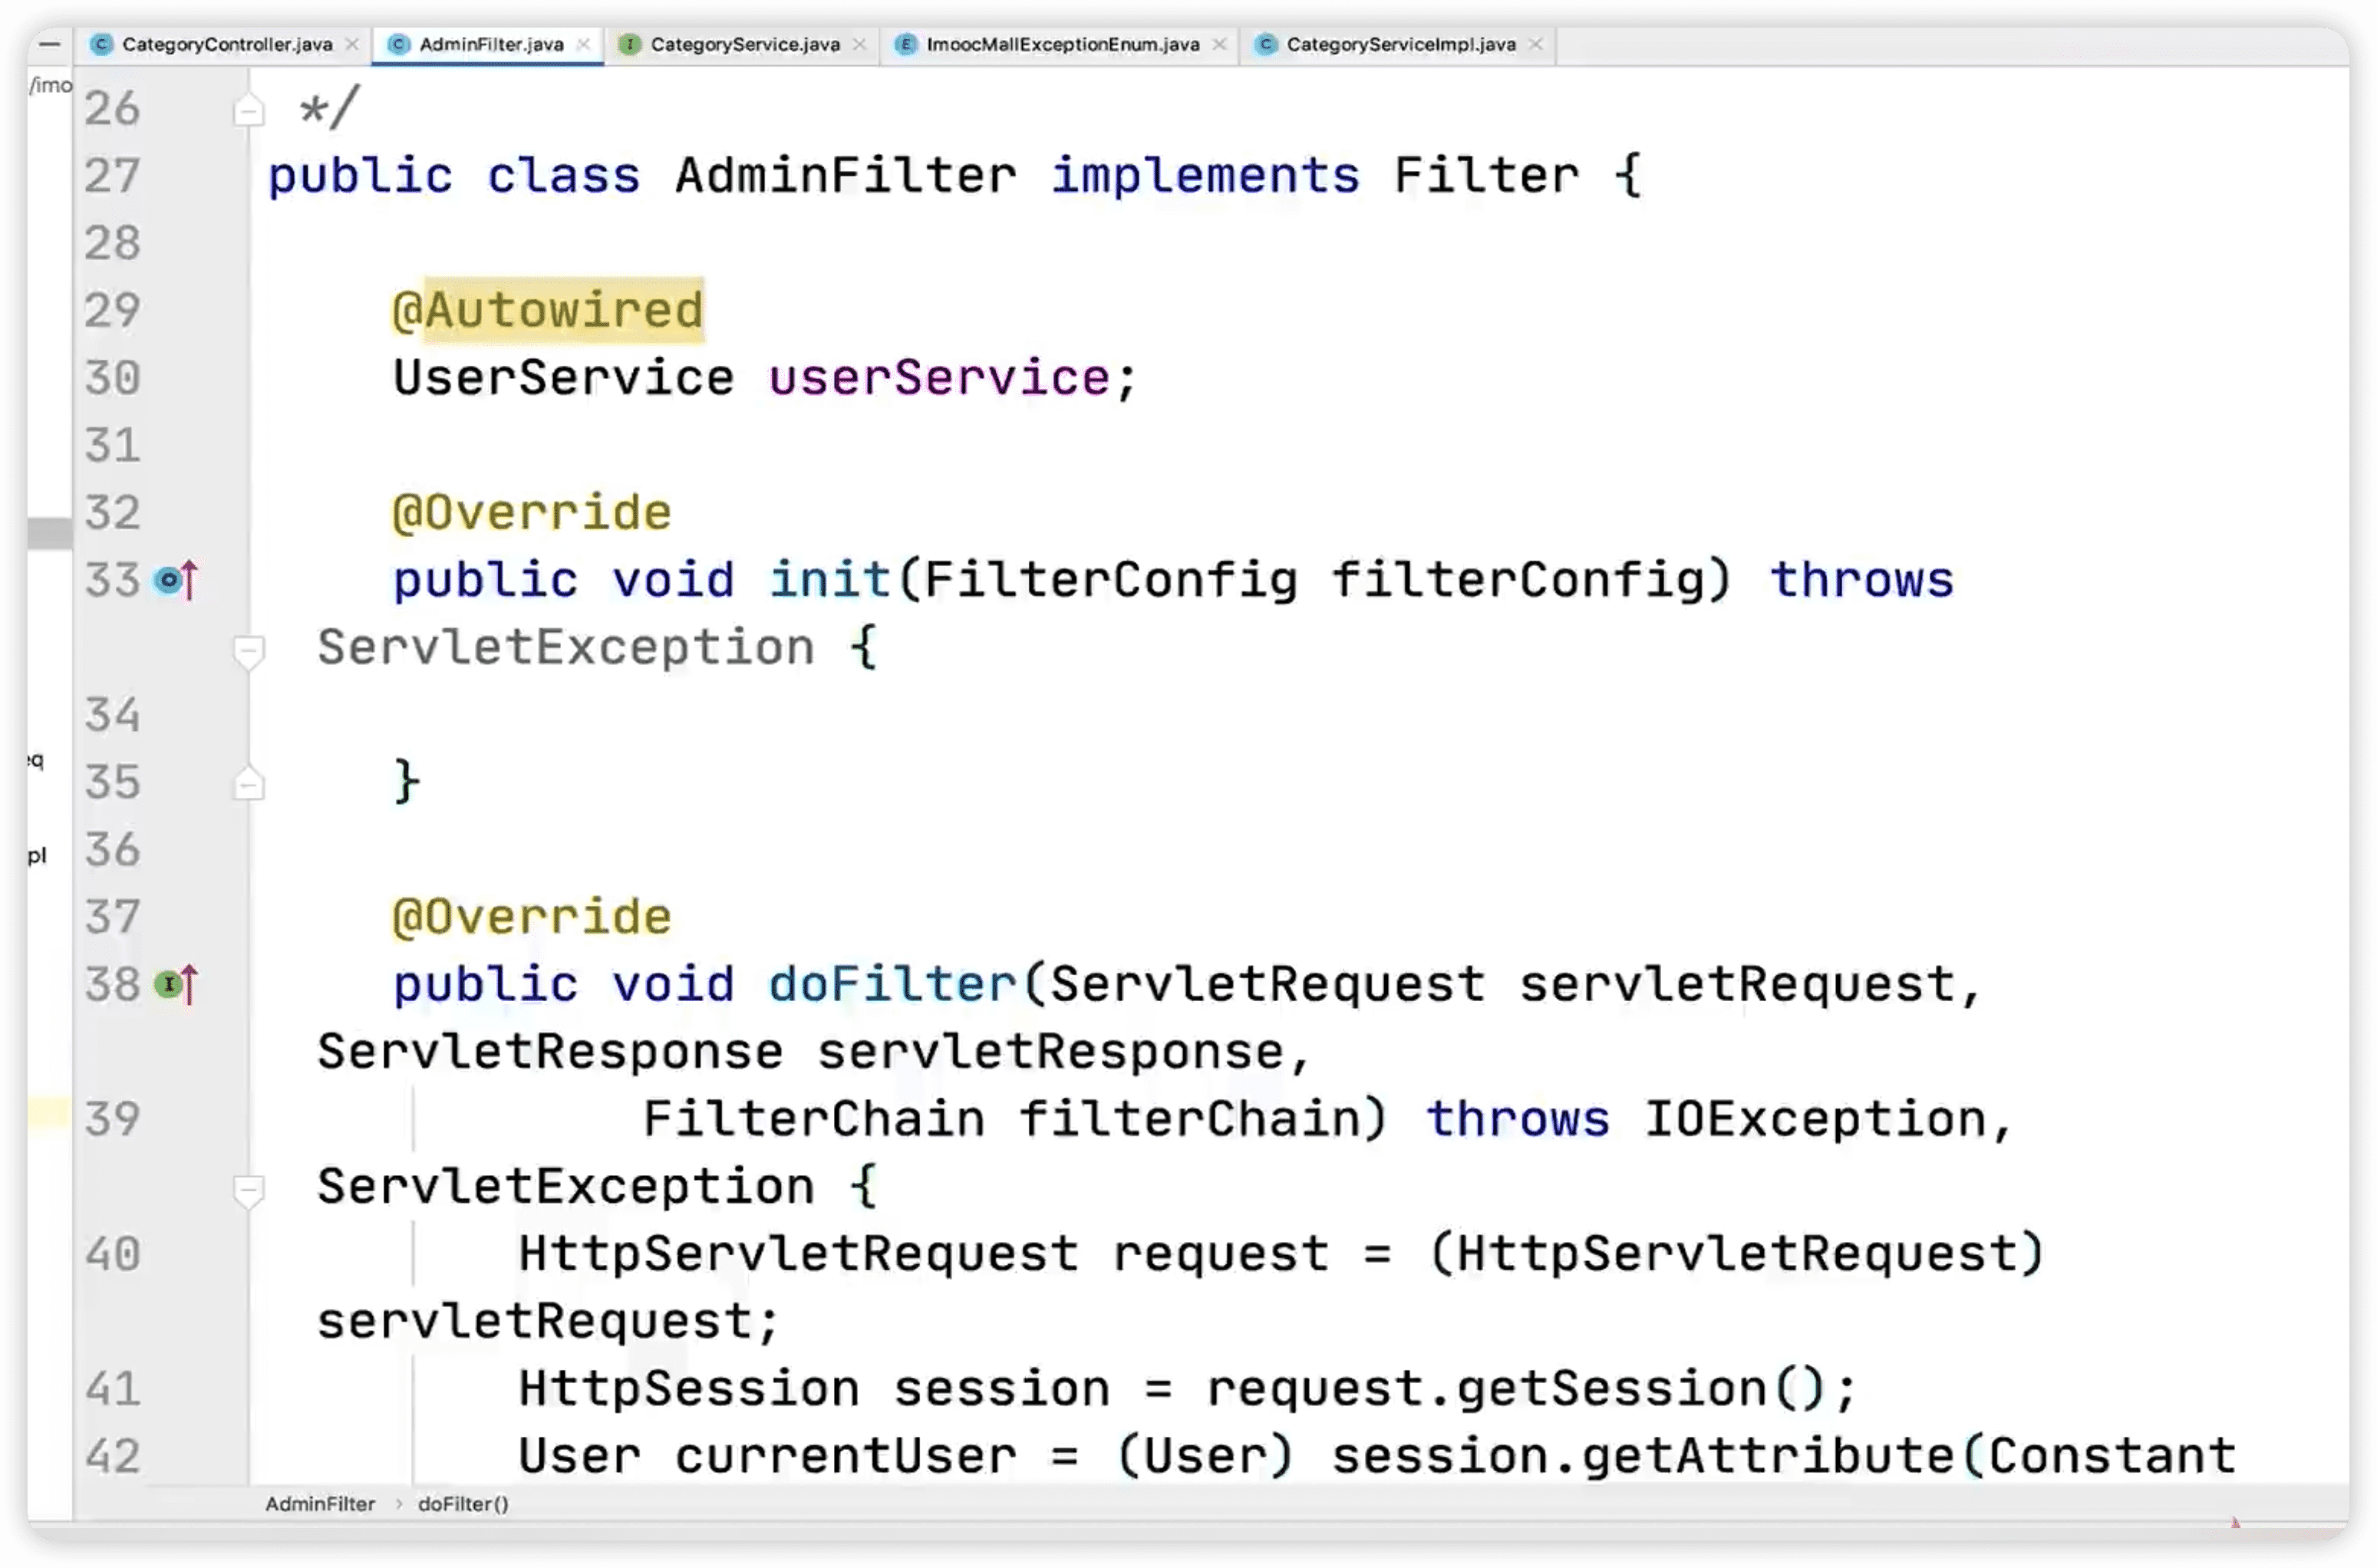 CategoryController.java
AdminFilter.java
CategoryService.java
ImoocMallExceptionEnum.java
CategoryServiceImpl.java
/imo
26 */
27 public class AdminFilter implements Filter {
28
29 @Autowired
30 UserService userService;
31
32 @Override
33 public void init(FilterConfig filterConfig) throws
ServletException {
34
35 }
36
37 @Override
38 public void doFilter(ServletRequest servletRequest,
ServletResponse servletResponse,
39 FilterChain filterChain) throws IOException,
ServletException {
40 HttpServletRequest request = (HttpServletRequest)
servletRequest;
41 HttpSession session = request.getSession();
42 User currentUser = (User) session.getAttribute(Constant
eq
pl
AdminFilter › doFilter()